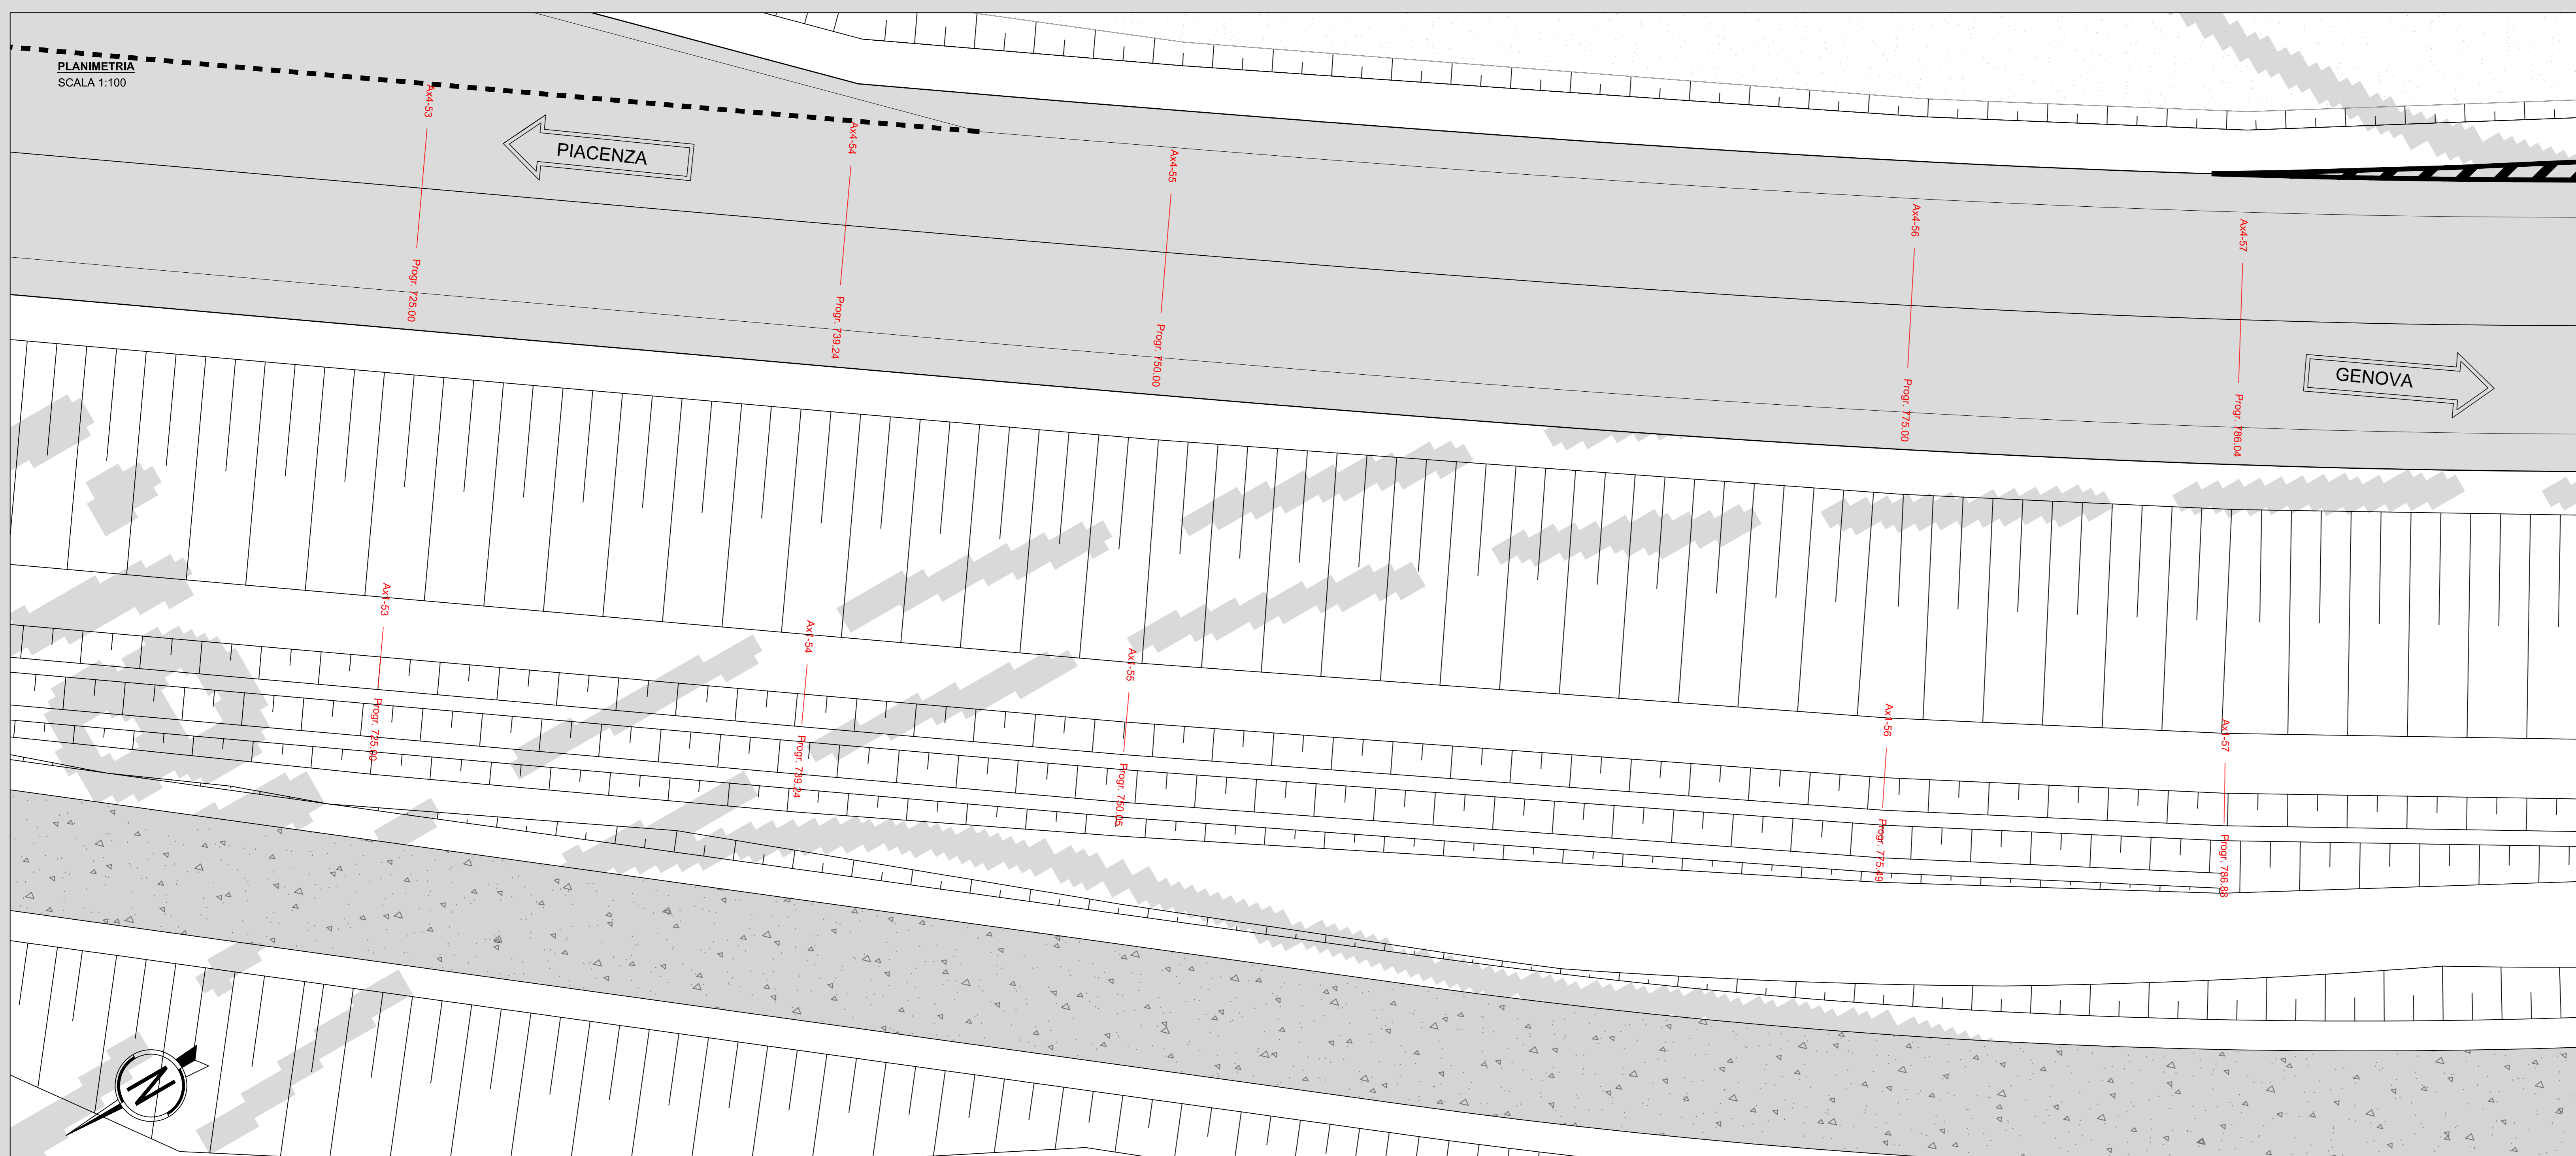 PLANIMETRIA
SCALA 1:100
PIACENZA
GENOVA
Ax4-53
Progr. 725.00
Ax4-54
Progr. 739.24
Ax4-55
Progr. 750.00
Ax4-56
Progr. 775.00
Ax4-57
Progr. 786.04
Ax1-53
Progr. 725.00
Ax1-54
Progr. 739.24
Ax1-55
Progr. 750.05
Ax1-56
Progr. 775.49
Ax1-57
Progr. 786.83
N